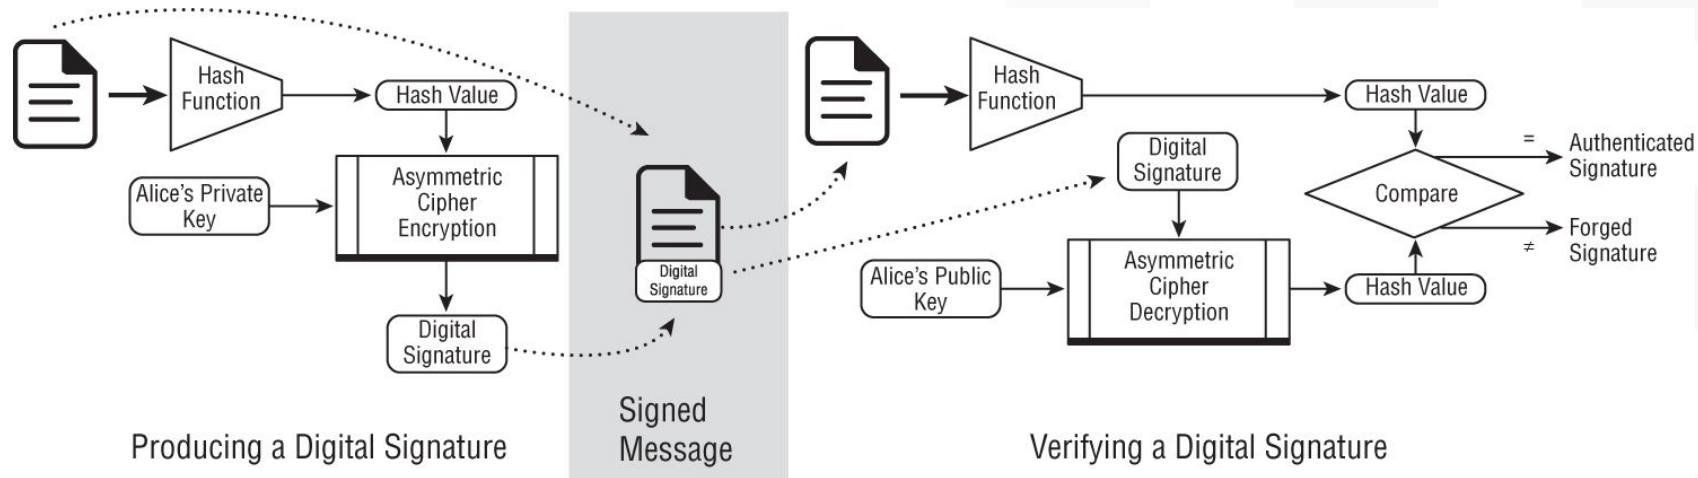 Hash
Function
Hash Value
Alice’s Private
Key
Asymmetric
Cipher
Encryption
Digital
Signature
Producing a Digital Signature
Digital
Signature
Signed
Message
Hash
Function
Hash Value
Digital
Signature
Alice’s Public
Key
Asymmetric
Cipher
Decryption
Hash Value
Compare
=
Authenticated
Signature
≠
Forged
Signature
Verifying a Digital Signature